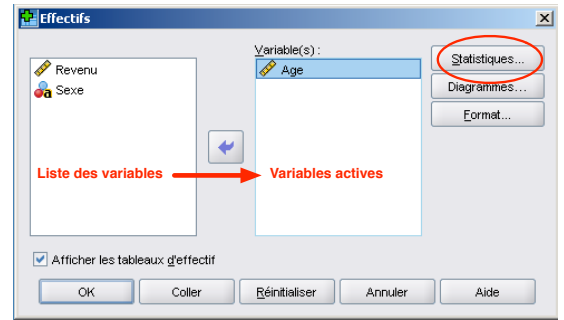 Effectifs
Variable(s) :
Revenu
Sexe
Age
Statistiques...
Diagrammes...
Format...
Liste des variables
Variables actives
Afficher les tableaux d'effectif
OK
Coller
Réinitialiser
Annuler
Aide